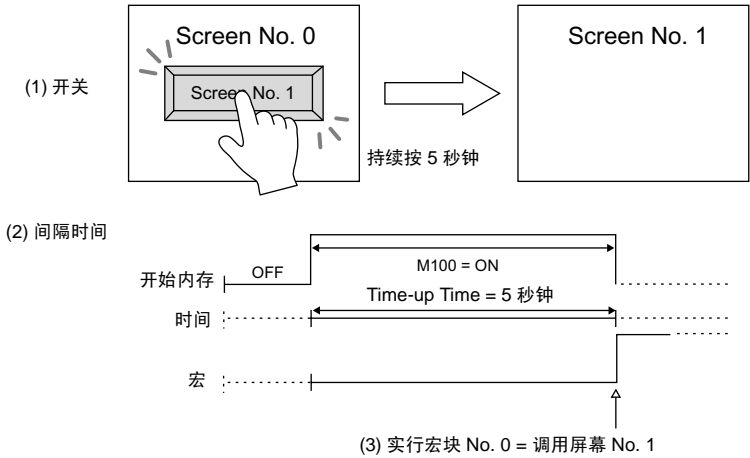 Screen No. 0
Screen No. 1
(1) 开关
Screen No. 1
持续按 5 秒钟
(2) 间隔时间
开始内存
OFF
M100 = ON
Time-up Time = 5 秒钟
时间
宏
(3) 实行宏块 No. 0 = 调用屏幕 No. 1